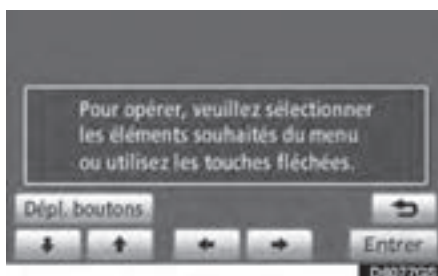 Pour opérer, veuillez sélectionner
les éléments souhaités du menu
ou utilisez les touches fléchées.
Dépl. boutons
Entrer